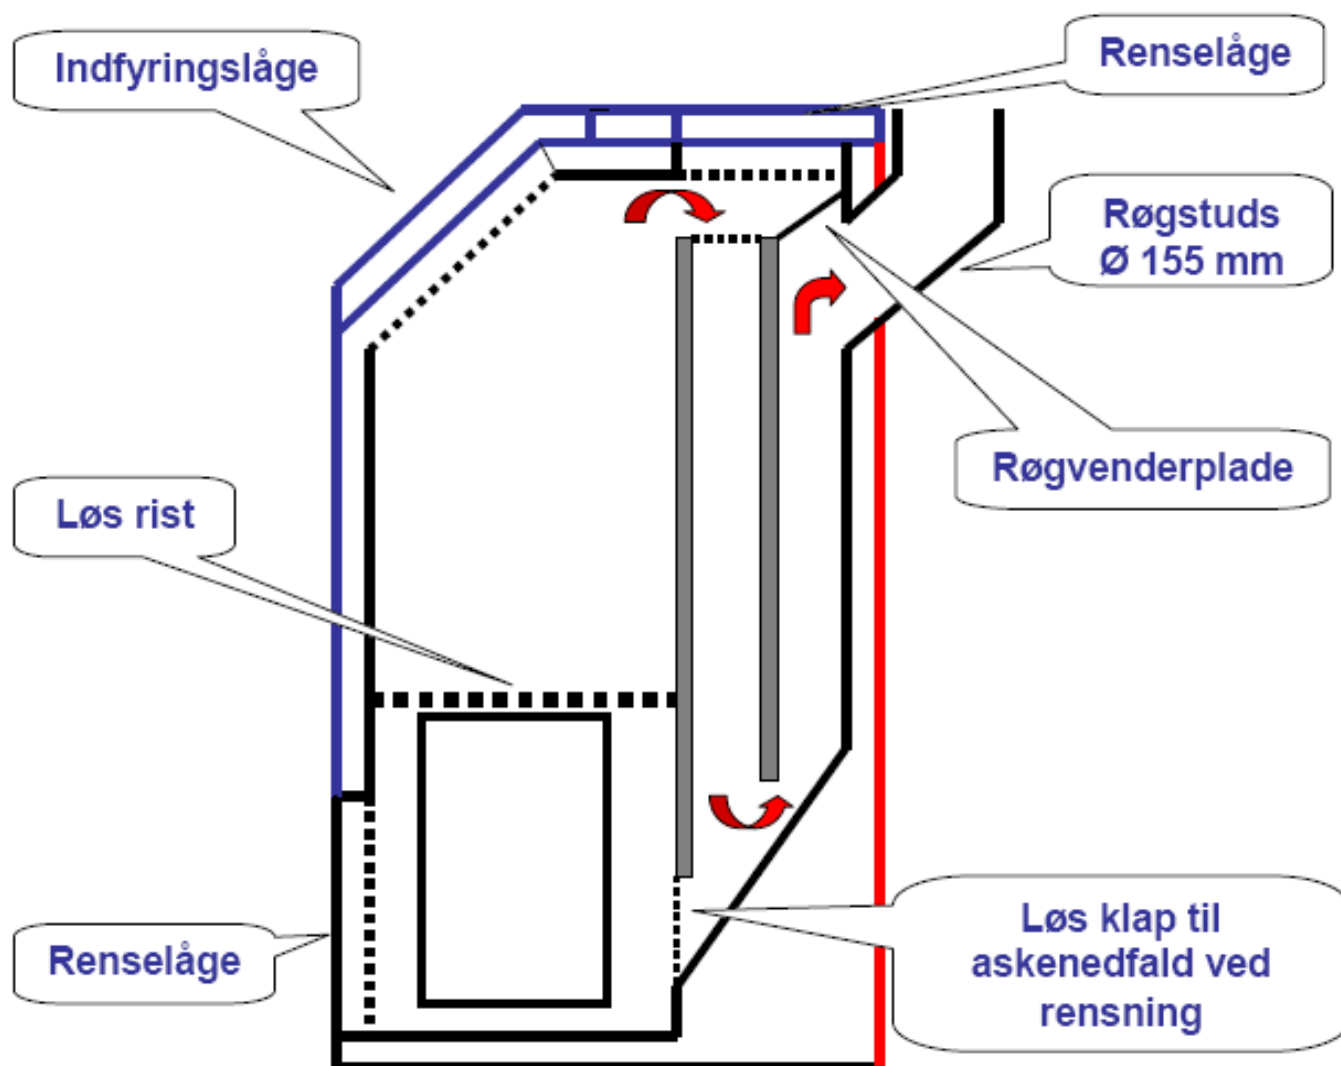 Indfyringslåge
Renselåge
Røgstuds
Ø 155 mm
Røgvenderplade
Løs rist
Renselåge
Løs klap til
askenedfald ved
rensning